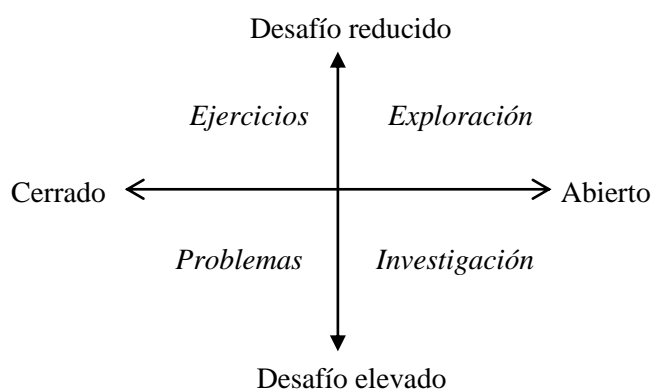 Desafío reducido
Ejercicios Exploración
Cerrado Abierto
Problemas Investigación
Desafío elevado